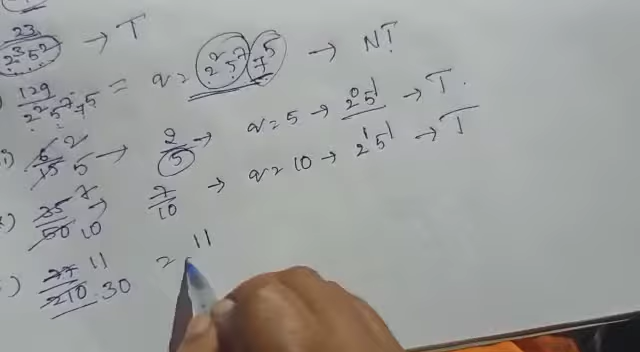 23/2³5² → T
129/2²5⁷7⁵ = q = 2²5⁷7⁵ → NT!
6/15 2 5 → 2/5 → q = 5 → 2⁰5¹ → T.
35/50 7 10 → 7/10 → q = 10 → 2¹5¹ → T
77/210 11 30 = 11